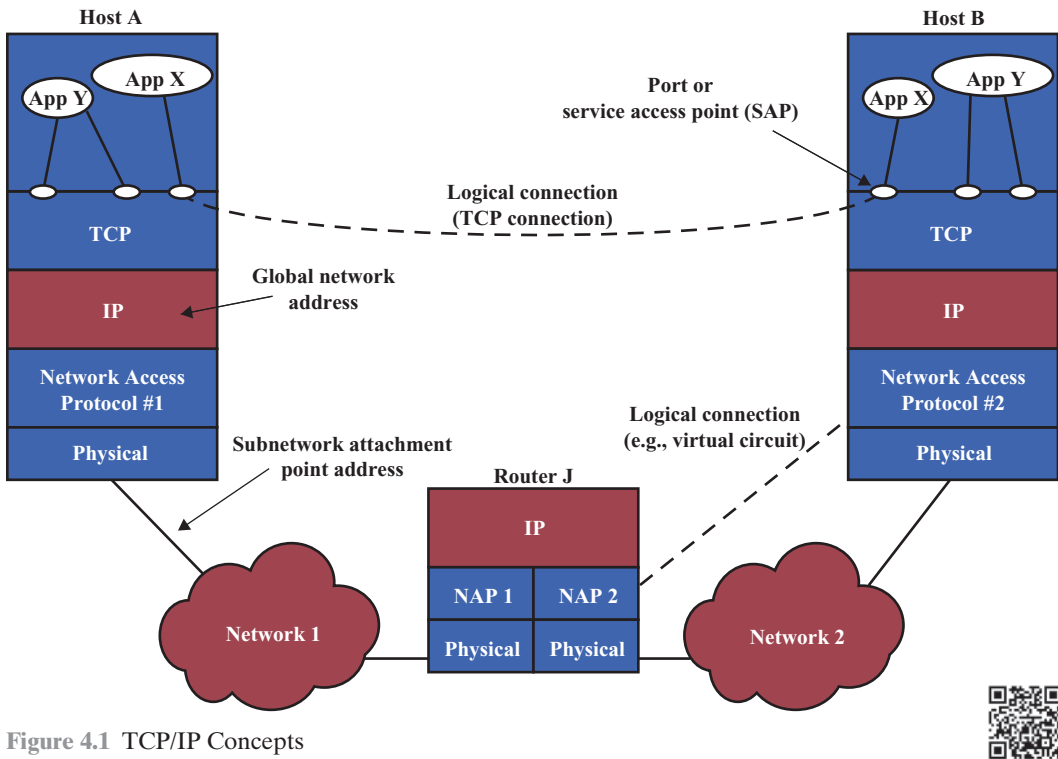 Host A
Host B
App Y
App X
Port or
service access point (SAP)
App X
App Y
Logical connection
(TCP connection)
TCP
TCP
Global network
address
IP
IP
Network Access
Protocol #1
Network Access
Protocol #2
Logical connection
(e.g., virtual circuit)
Physical
Physical
Subnetwork attachment
point address
Router J
IP
NAP 1
NAP 2
Network 1
Network 2
Physical
Physical
Figure 4.1 TCP/IP Concepts